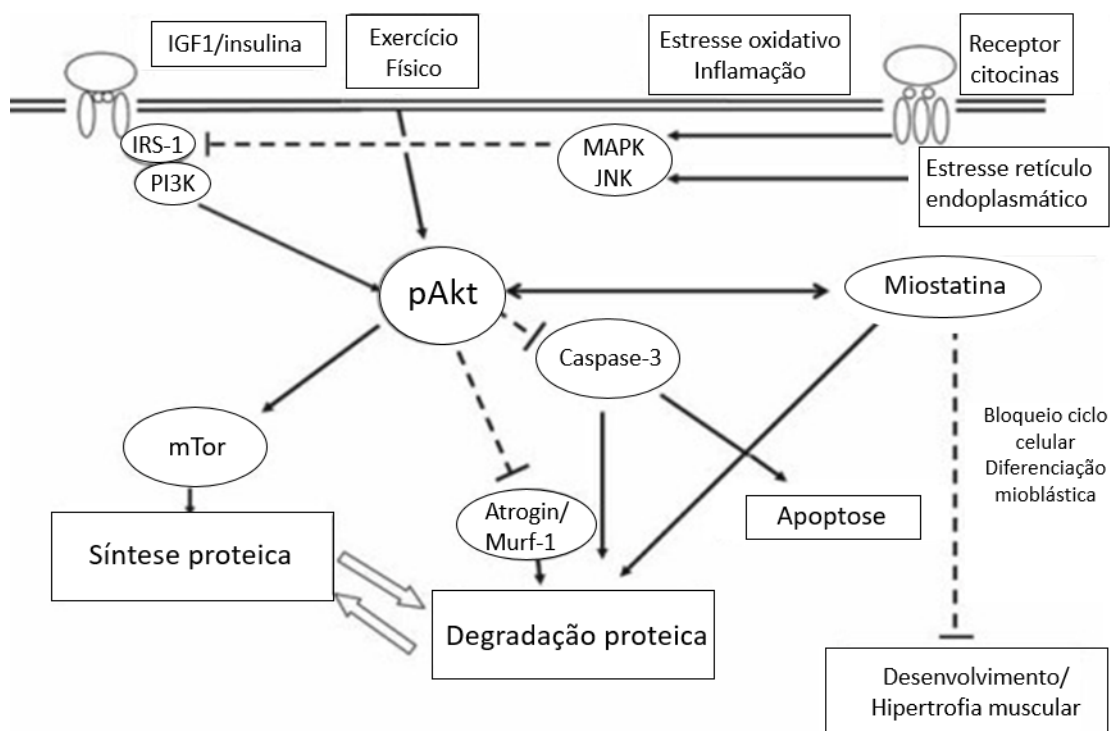 IGF1/insulina
Exercício
Físico
Estresse oxidativo
Inflamação
Receptor
citocinas
IRS-1
PI3K
MAPK
JNK
Estresse retículo
endoplasmático
pAkt
Miostatina
Caspase-3
mTor
Bloqueio ciclo
celular
Diferenciação
mioblástica
Atrogin/
Murf-1
Apoptose
Síntese proteica
Degradação proteica
Desenvolvimento/
Hipertrofia muscular